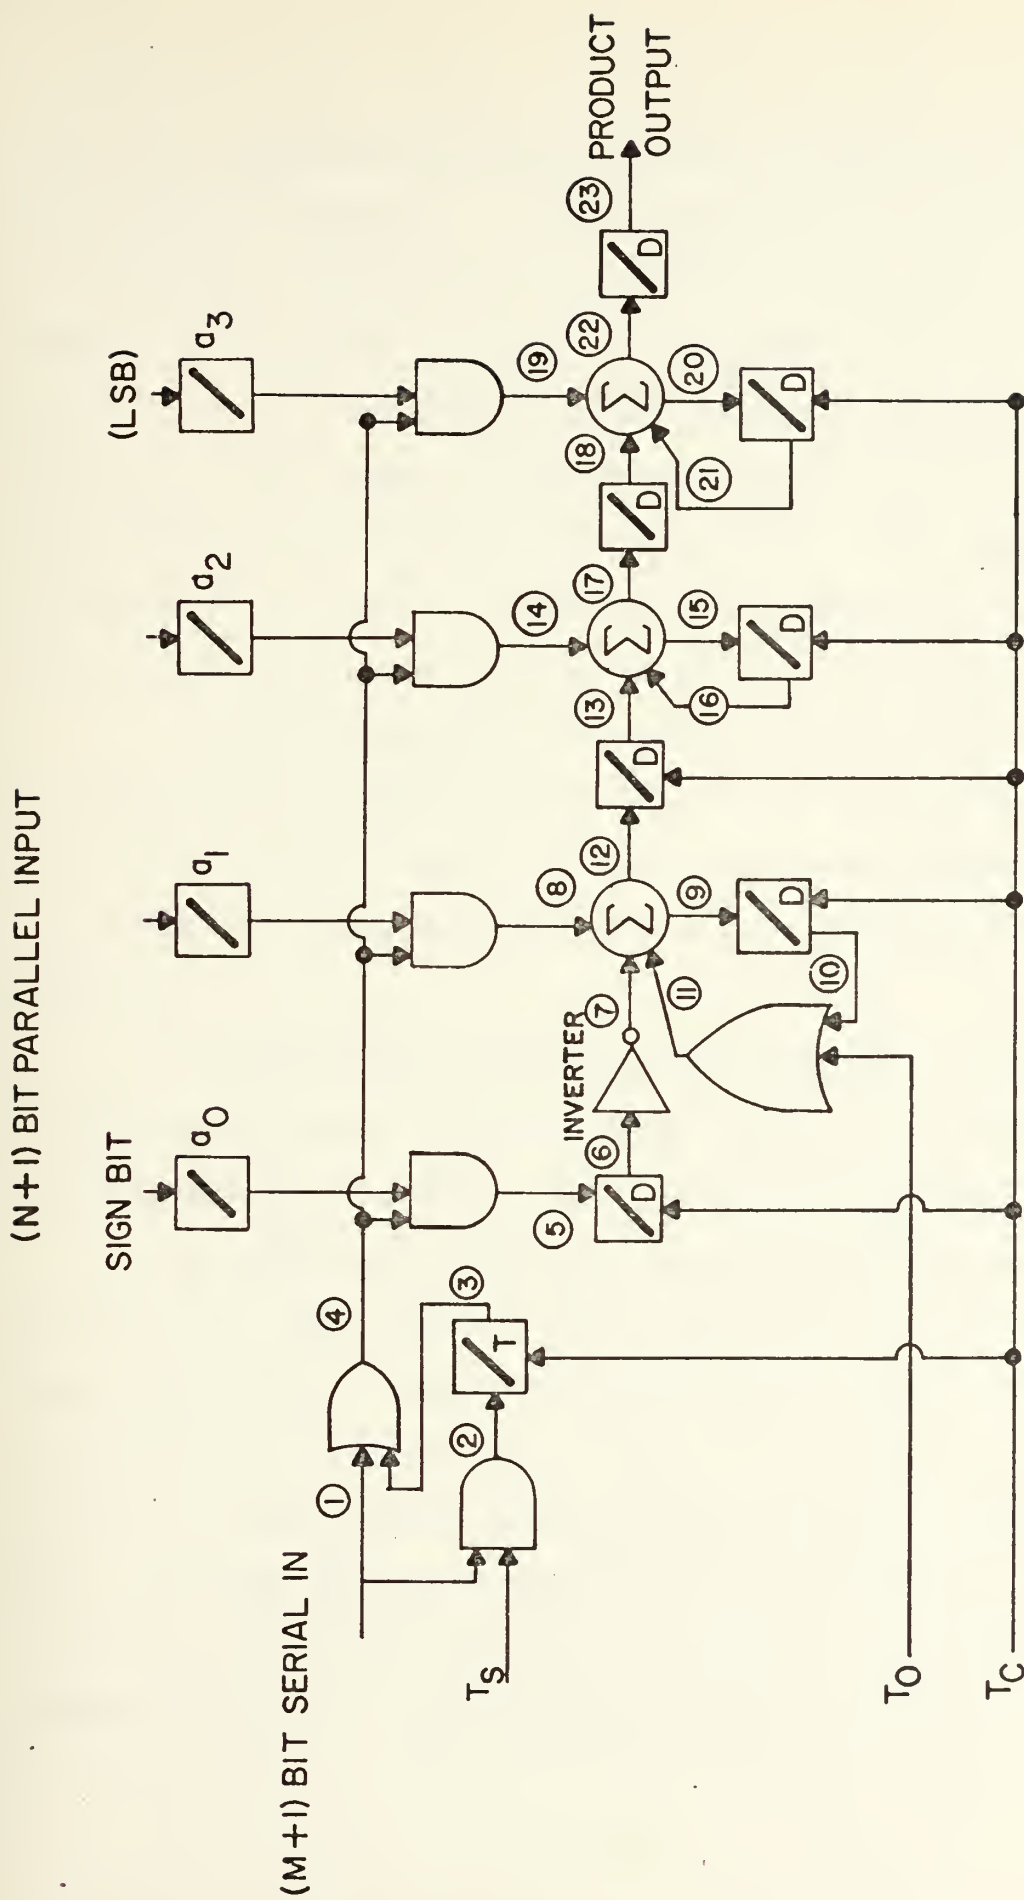 (N+1) BIT PARALLEL INPUT
SIGN BIT
(LSB)
a0
a1
a2
a3
(M+1) BIT SERIAL IN
1
4
3
2
TS
5
6
INVERTER
7
8
9
10
11
12
13
14
15
16
17
18
19
20
21
22
23
Σ
Σ
Σ
T
D
D
D
D
D
D
D
PRODUCT
OUTPUT
TO
TC